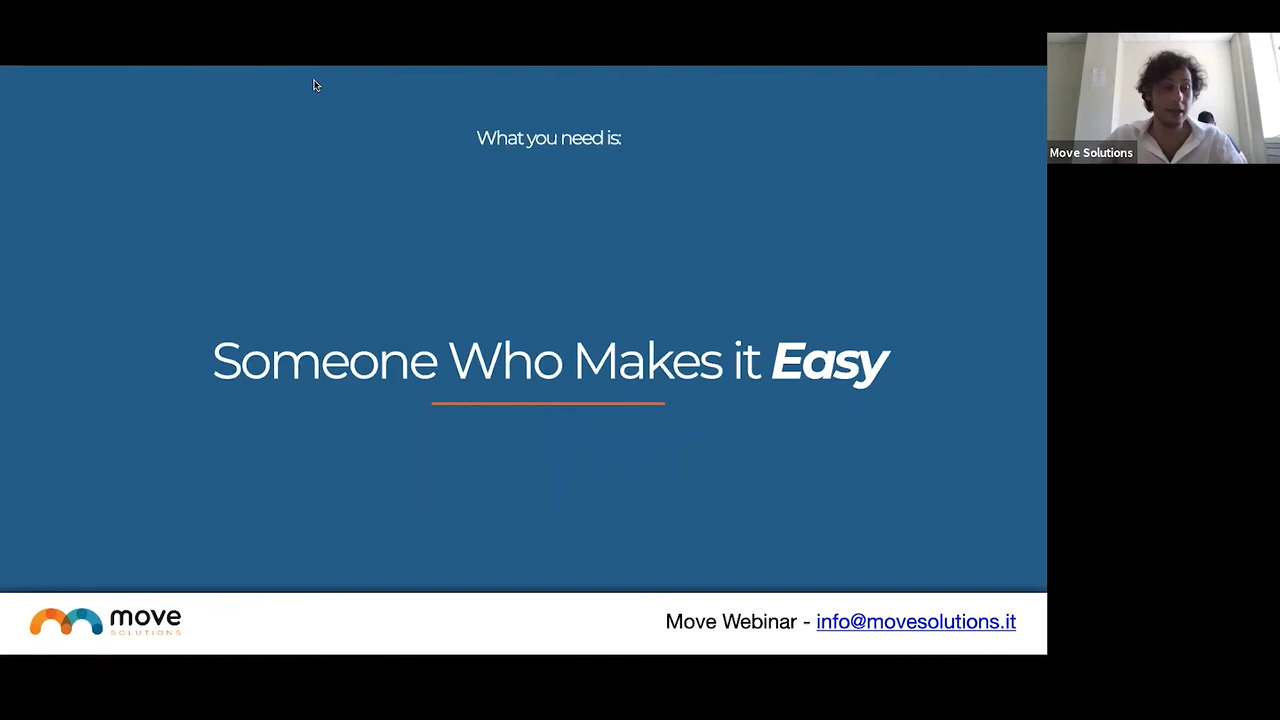 What you need is:
Move Solutions
Someone Who Makes it Easy
move
SOLUTIONS
Move Webinar - info@movesolutions.it